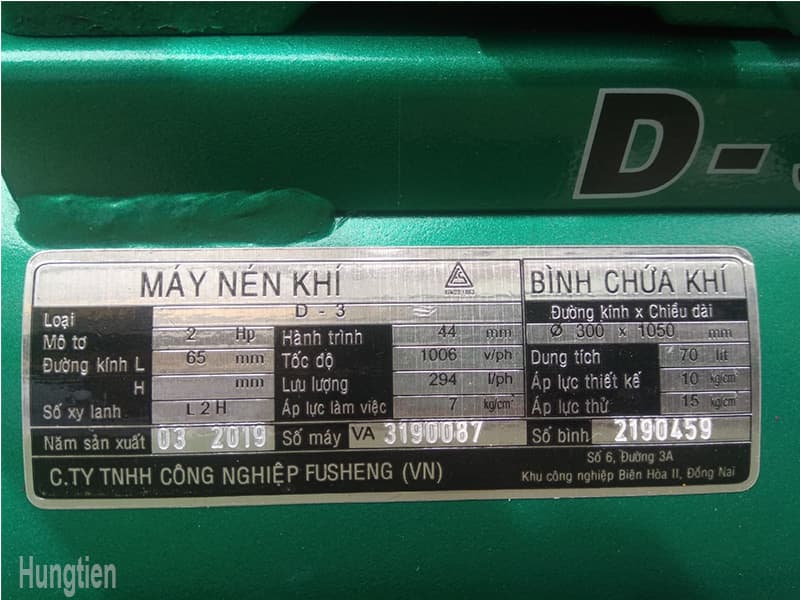 D-
MÁY NÉN KHÍ
Loại D - 3
Mô tơ 2 Hp
Đường kính L 65 mm
H mm
Số xy lanh L 2 H
Hành trình 44 mm
Tốc độ 1006 v/ph
Lưu lượng 294 l/ph
Áp lực làm việc 7 kg/cm²
BÌNH CHỨA KHÍ
Đường kính x Chiều dài
Ø 300 x 1050 mm
Dung tích 70 lit
Áp lực thiết kế 10 kg/cm²
Áp lực thử 15 kg/cm²
Năm sản xuất 03 2019 Số máy VA 3190087 Số bình 2190459
C.TY TNHH CÔNG NGHIỆP FUSHENG (VN)
Số 6, Đường 3A
Khu công nghiệp Biên Hòa II, Đồng Nai
Hungtien